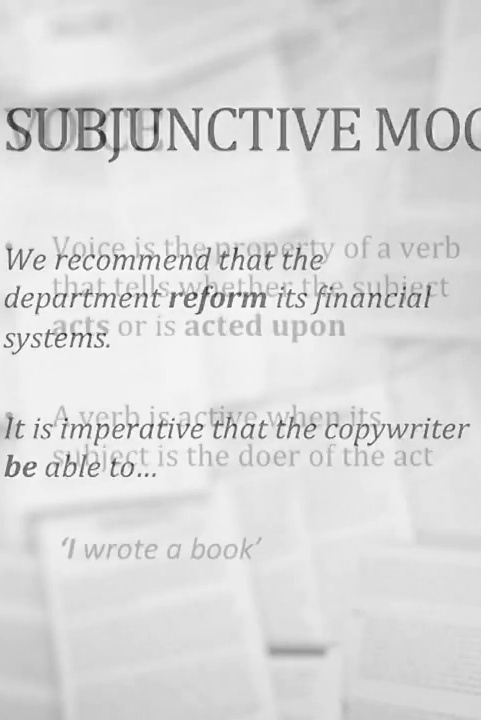 SUBJUNCTIVE MOO
VOICE
We recommend that the
department reform its financial
systems.
It is imperative that the copywriter
be able to...
Voice is the property of a verb
that tells whether the subject
acts or is acted upon
A verb is active when its
subject is the doer of the act
‘I wrote a book’